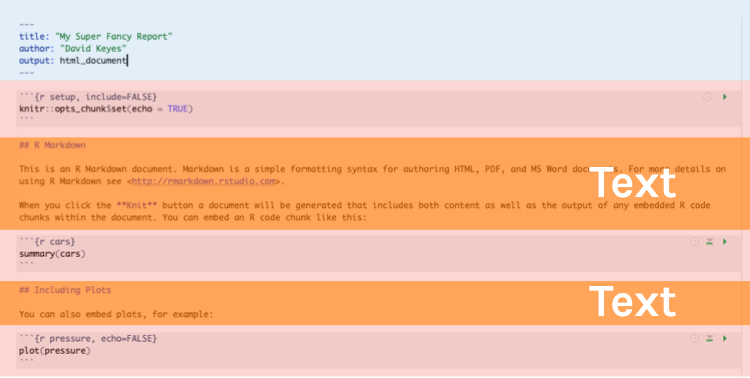 ---
title: "My Super Fancy Report"
author: "David Keyes"
output: html_document
---
```{r setup, include=FALSE}
knitr::opts_chunk$set(echo = TRUE)
```
## R Markdown
This is an R Markdown document. Markdown is a simple formatting syntax for authoring HTML, PDF, and MS Word documents. For more details on
using R Markdown see <http://rmarkdown.rstudio.com>.
Text
When you click the **Knit** button a document will be generated that includes both content as well as the output of any embedded R code
chunks within the document. You can embed an R code chunk like this:
```{r cars}
summary(cars)
```
## Including Plots
Text
You can also embed plots, for example:
```{r pressure, echo=FALSE}
plot(pressure)
```